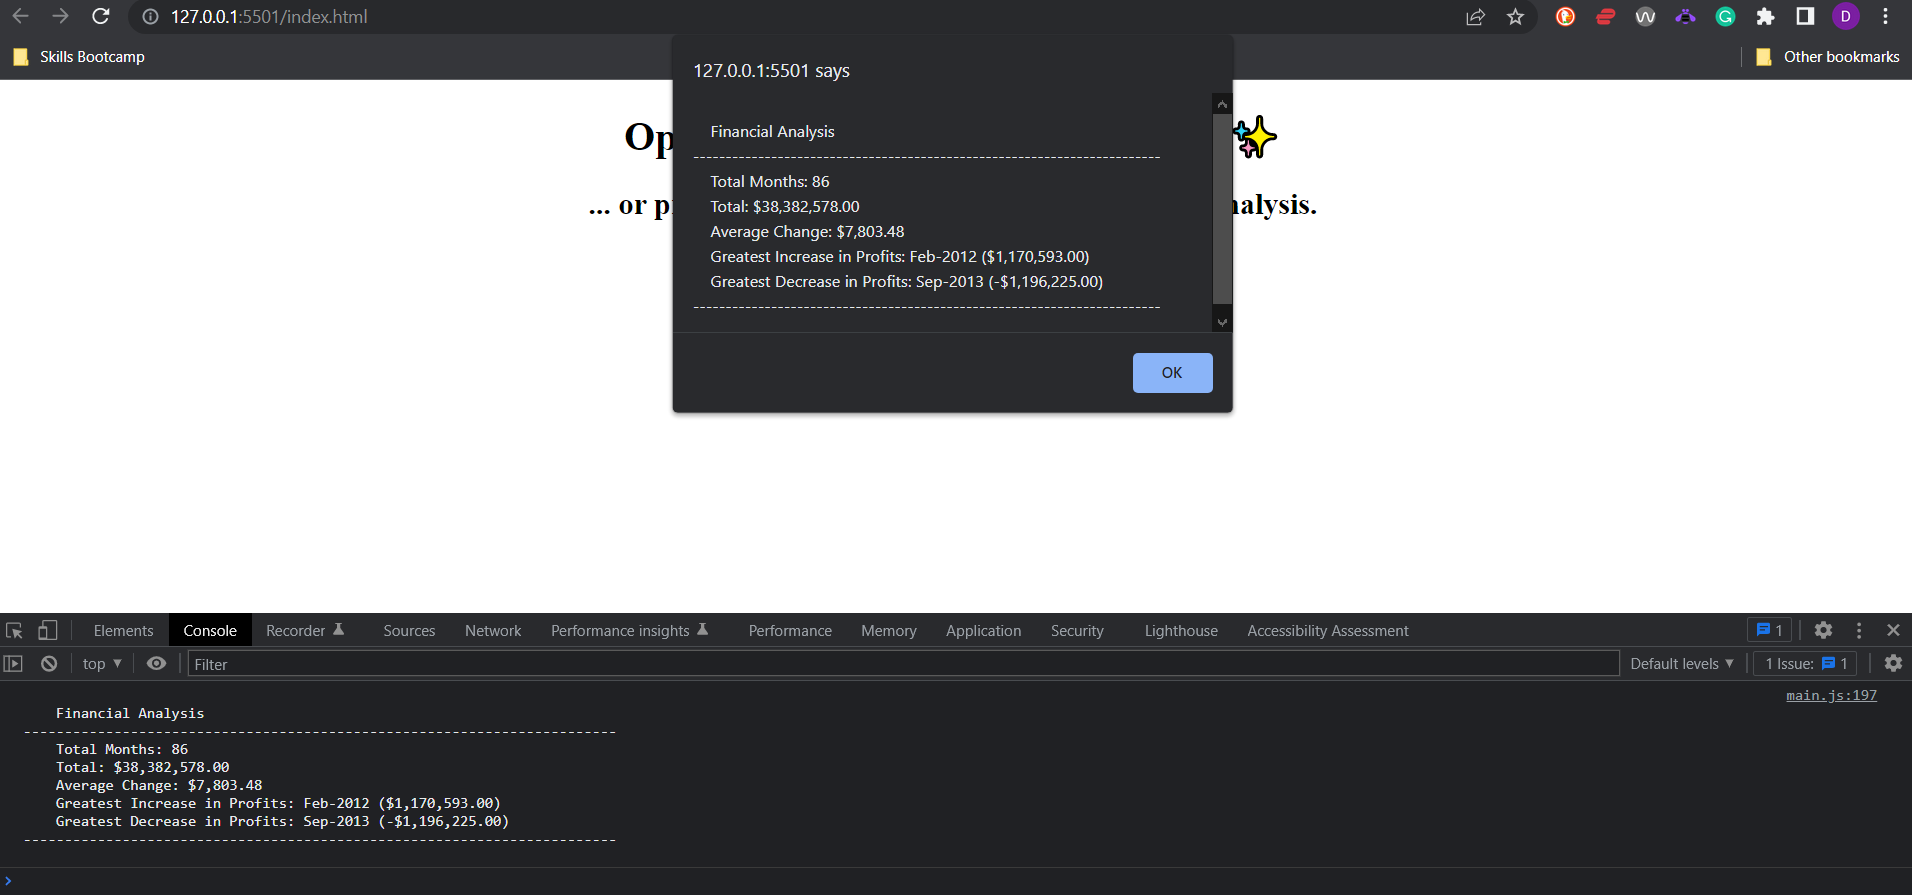 127.0.0.1:5501/index.html
D
Skills Bootcamp
Other bookmarks
127.0.0.1:5501 says
Financial Analysis
------------------------------------------------------------------------
Total Months: 86
Total: $38,382,578.00
Average Change: $7,803.48
Greatest Increase in Profits: Feb-2012 ($1,170,593.00)
Greatest Decrease in Profits: Sep-2013 (-$1,196,225.00)
------------------------------------------------------------------------
OK
... or
Elements Console Recorder Sources Network Performance insights Performance Memory Application Security Lighthouse Accessibility Assessment 1
top Filter Default levels 1 Issue: 1
main.js:197
Financial Analysis
------------------------------------------------------------------------
Total Months: 86
Total: $38,382,578.00
Average Change: $7,803.48
Greatest Increase in Profits: Feb-2012 ($1,170,593.00)
Greatest Decrease in Profits: Sep-2013 (-$1,196,225.00)
------------------------------------------------------------------------